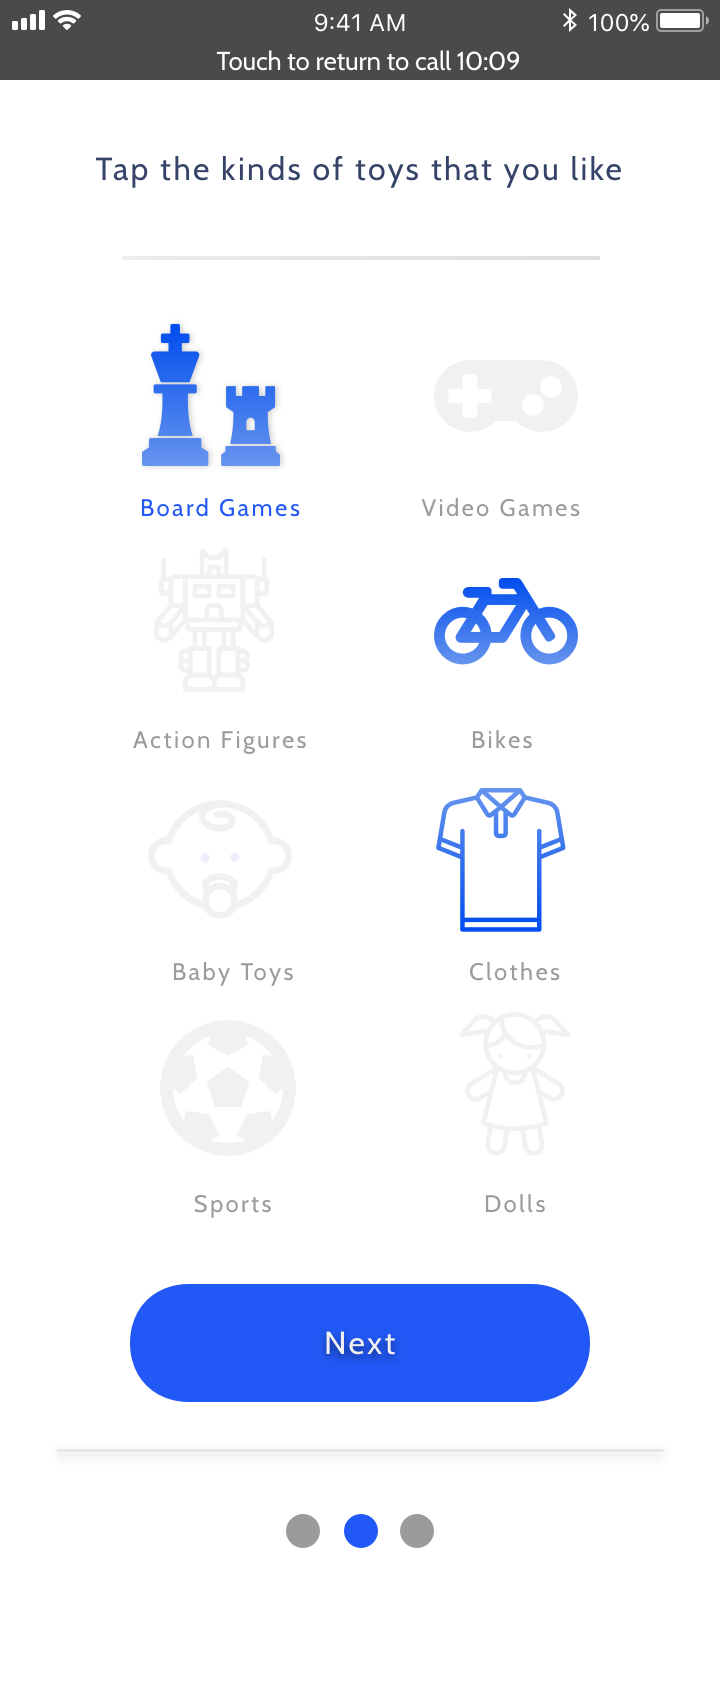 9:41 AM 100%
Touch to return to call 10:09
Tap the kinds of toys that you like
Board Games Video Games
Action Figures Bikes
Baby Toys Clothes
Sports Dolls
Next